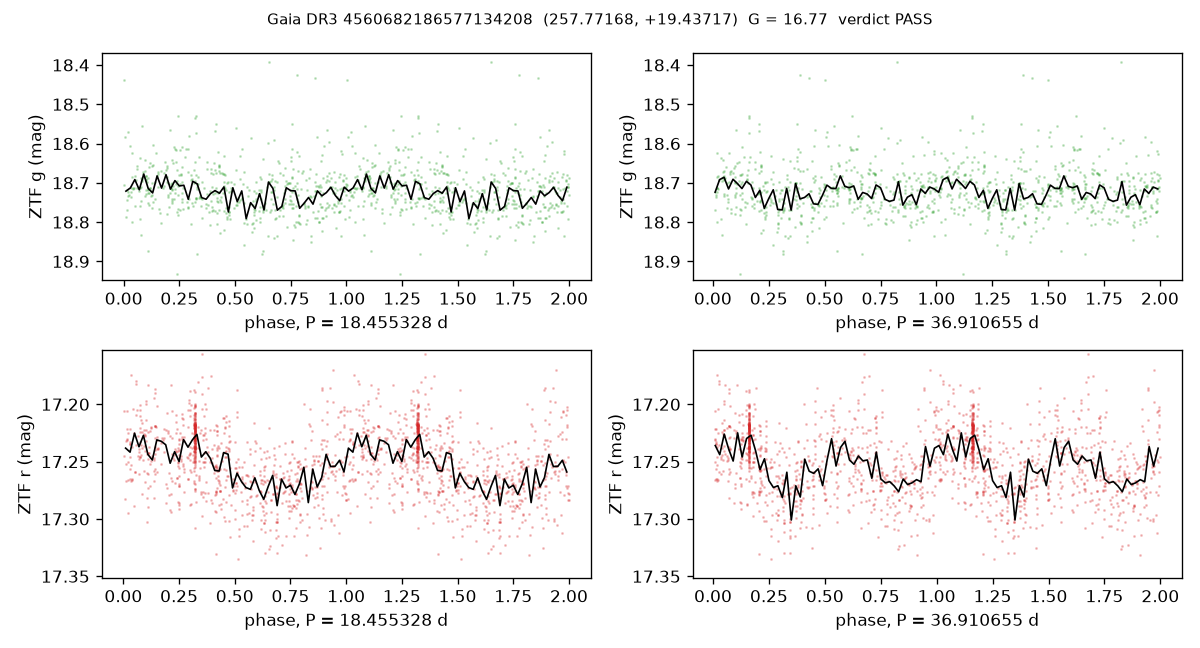 Gaia DR3 4560682186577134208 (257.77168, +19.43717) G = 16.77 verdict PASS
ZTF g (mag)
18.4
18.5
18.6
18.7
18.8
18.9
0.00 0.25 0.50 0.75 1.00 1.25 1.50 1.75 2.00
phase, P = 18.455328 d
ZTF g (mag)
18.4
18.5
18.6
18.7
18.8
18.9
0.00 0.25 0.50 0.75 1.00 1.25 1.50 1.75 2.00
phase, P = 36.910655 d
ZTF r (mag)
17.20
17.25
17.30
17.35
0.00 0.25 0.50 0.75 1.00 1.25 1.50 1.75 2.00
phase, P = 18.455328 d
ZTF r (mag)
17.20
17.25
17.30
17.35
0.00 0.25 0.50 0.75 1.00 1.25 1.50 1.75 2.00
phase, P = 36.910655 d